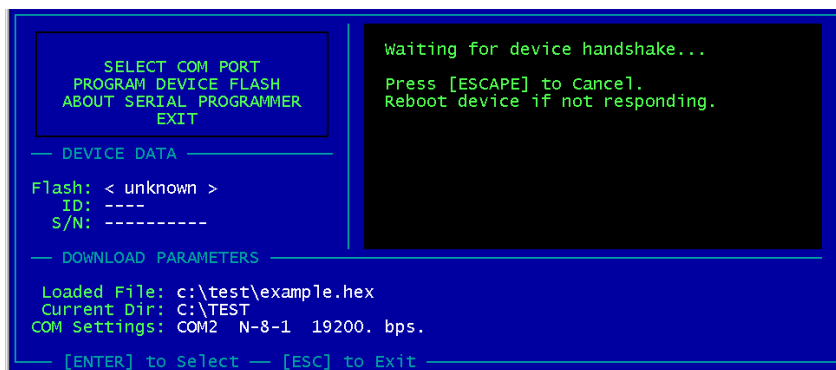 SELECT COM PORT
PROGRAM DEVICE FLASH
ABOUT SERIAL PROGRAMMER
EXIT
Waiting for device handshake...
Press [ESCAPE] to Cancel.
Reboot device if not responding.
DEVICE DATA
Flash: < unknown >
ID: ----
S/N: ----------
DOWNLOAD PARAMETERS
Loaded File: c:\test\example.hex
Current Dir: C:\TEST
COM Settings: COM2 N-8-1 19200. bps.
[ENTER] to Select — [ESC] to Exit